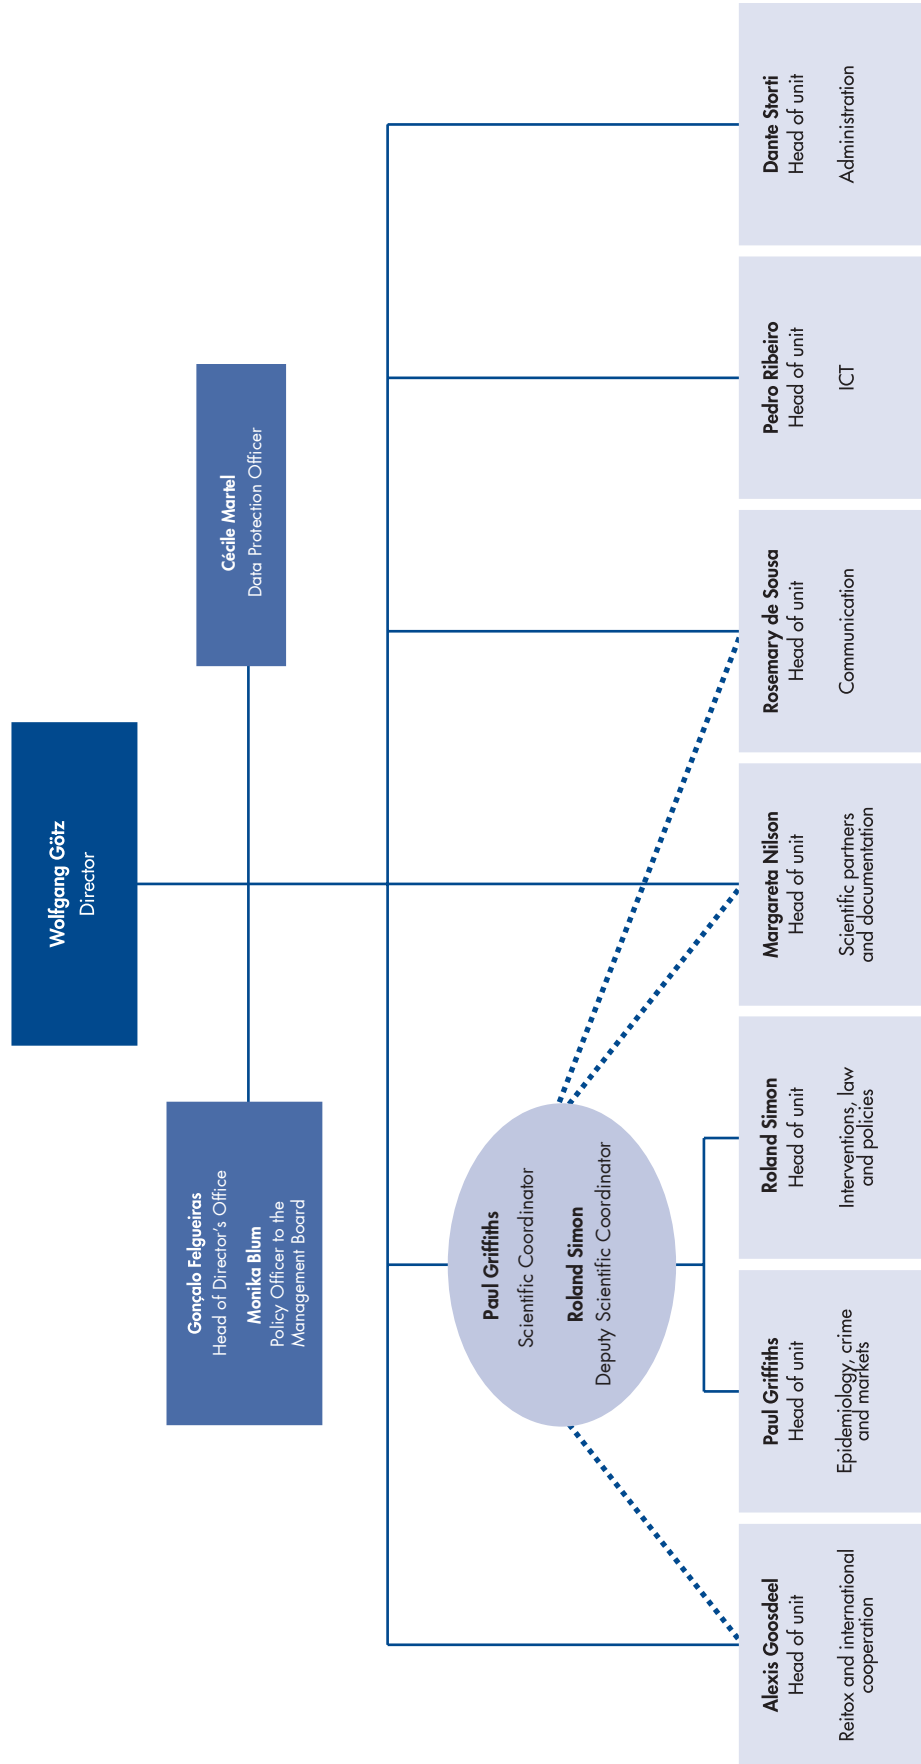 Wolfgang Götz
Director
Gonçalo Felgueiras
Head of Director's Office
Monika Blum
Policy Officer to the
Management Board
Cécile Martel
Data Protection Officer
Paul Griffiths
Scientific Coordinator
Roland Simon
Deputy Scientific Coordinator
Alexis Goosdeel
Head of unit
Reitox and international
cooperation
Paul Griffiths
Head of unit
Epidemiology, crime
and markets
Roland Simon
Head of unit
Interventions, law
and policies
Margareta Nilson
Head of unit
Scientific partners
and documentation
Rosemary de Sousa
Head of unit
Communication
Pedro Ribeiro
Head of unit
ICT
Dante Storti
Head of unit
Administration